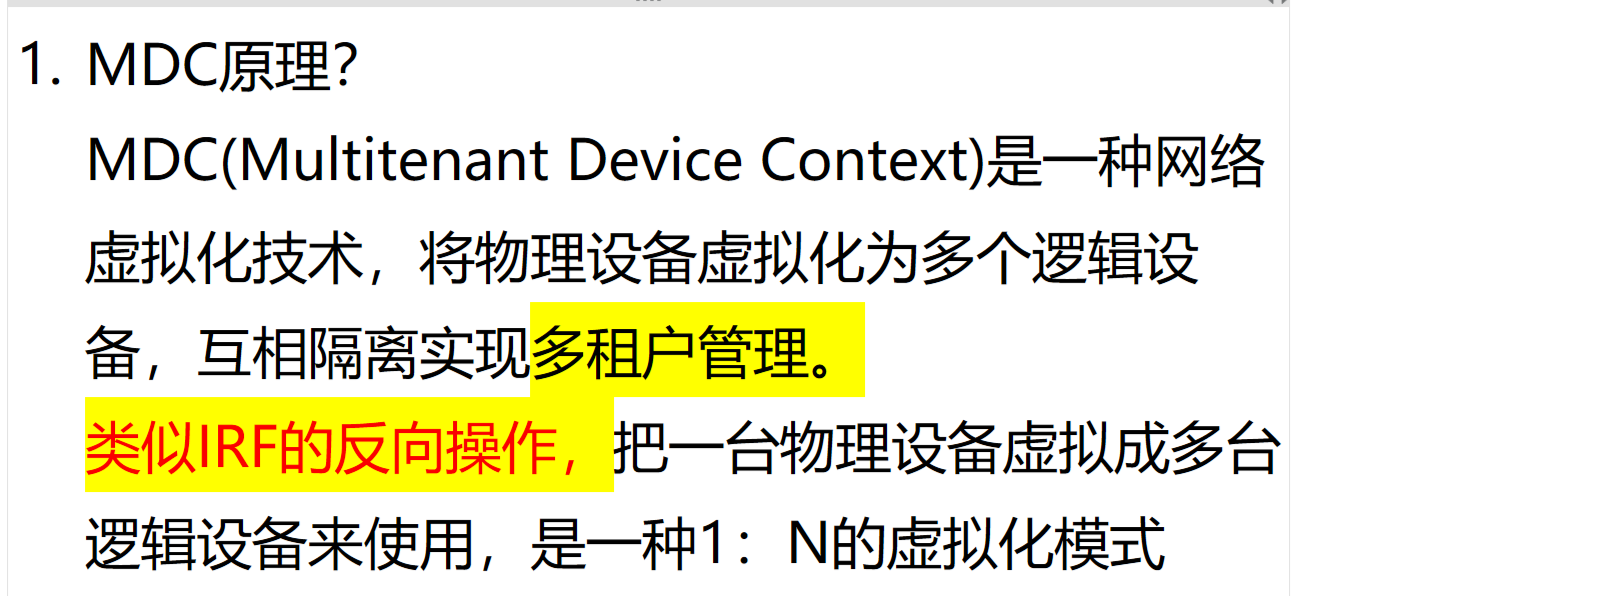 1. MDC原理？
MDC(Multitenant Device Context)是一种网络
虚拟化技术，将物理设备虚拟化为多个逻辑设
备，互相隔离实现多租户管理。
类似IRF的反向操作，把一台物理设备虚拟成多台
逻辑设备来使用，是一种1：N的虚拟化模式